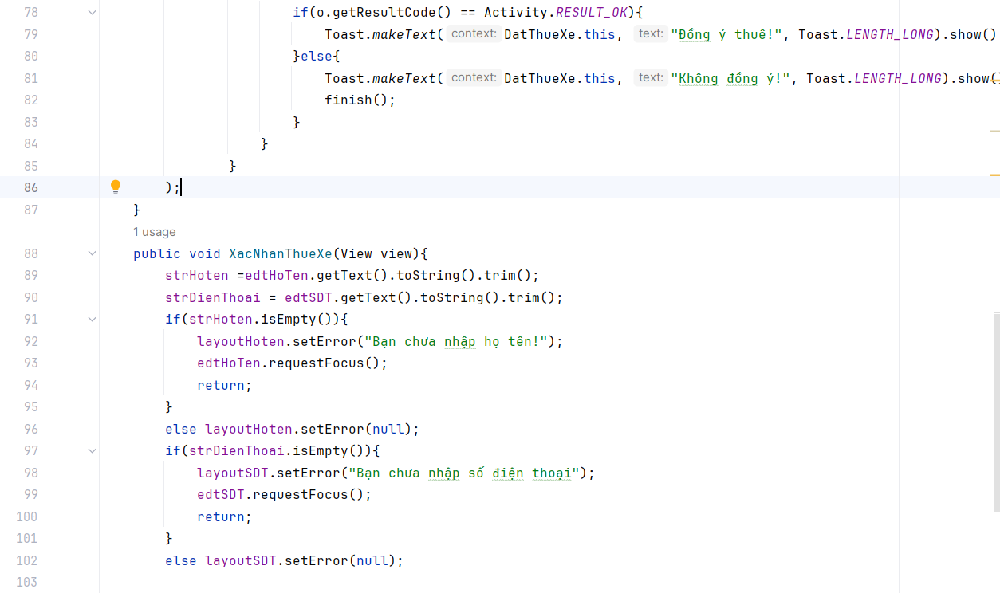 78 if(o.getResultCode() == Activity.RESULT_OK){
79 Toast.makeText( context: DatThueXe.this, text: "Đồng ý thuê!", Toast.LENGTH_LONG).show()
80 }else{
81 Toast.makeText( context: DatThueXe.this, text: "Không đồng ý!", Toast.LENGTH_LONG).show()
82 finish();
83 }
84 }
85 }
86 );
87 }
1 usage
88 public void XacNhanThueXe(View view){
89 strHoten =edtHoTen.getText().toString().trim();
90 strDienThoai = edtSDT.getText().toString().trim();
91 if(strHoten.isEmpty()){
92 layoutHoten.setError("Bạn chưa nhập họ tên!");
93 edtHoTen.requestFocus();
94 return;
95 }
96 else layoutHoten.setError(null);
97 if(strDienThoai.isEmpty()){
98 layoutSDT.setError("Bạn chưa nhập số điện thoại");
99 edtSDT.requestFocus();
100 return;
101 }
102 else layoutSDT.setError(null);
103